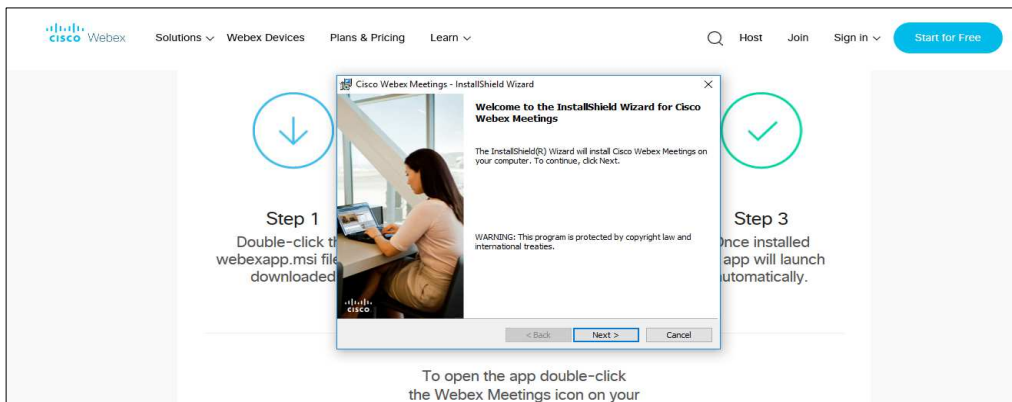 CISCO Webex Solutions Webex Devices Plans & Pricing Learn Host Join Sign in Start for Free
Cisco Webex Meetings - InstallShield Wizard
Welcome to the InstallShield Wizard for Cisco
Webex Meetings
The InstallShield(R) Wizard will install Cisco Webex Meetings on
your computer. To continue, click Next.
WARNING: This program is protected by copyright law and
international treaties.
CISCO
< Back Next > Cancel
Step 1
Double-click
webexapp.msi
downloaded
Step 3
installed
app will launch
To open the app double-click
the Webex Meetings icon on your